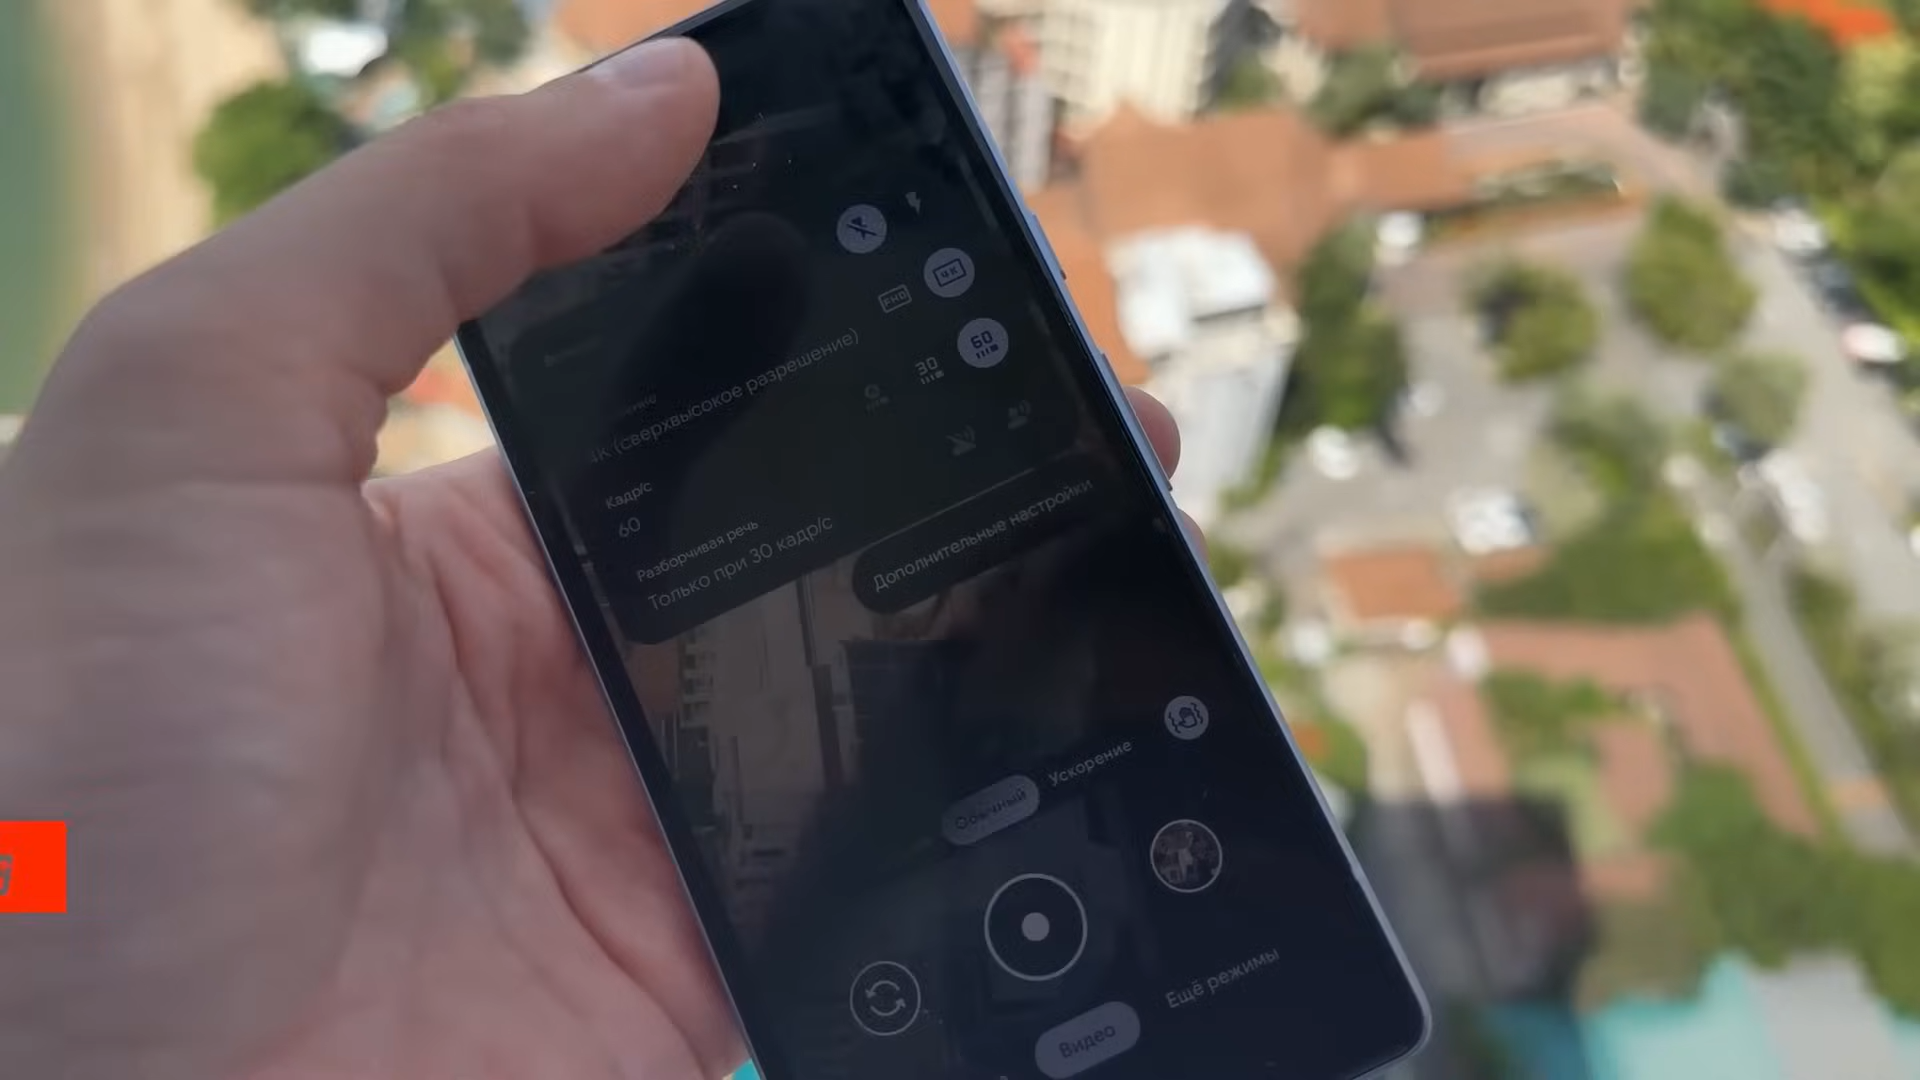 4K
FHD
4K (сверхвысокое разрешение)
60
30
Кадр/с
60
Разборчивая речь
Только при 30 кадр/с
Дополнительные настройки
Ускорение
Обычный
Ещё режимы
Видео